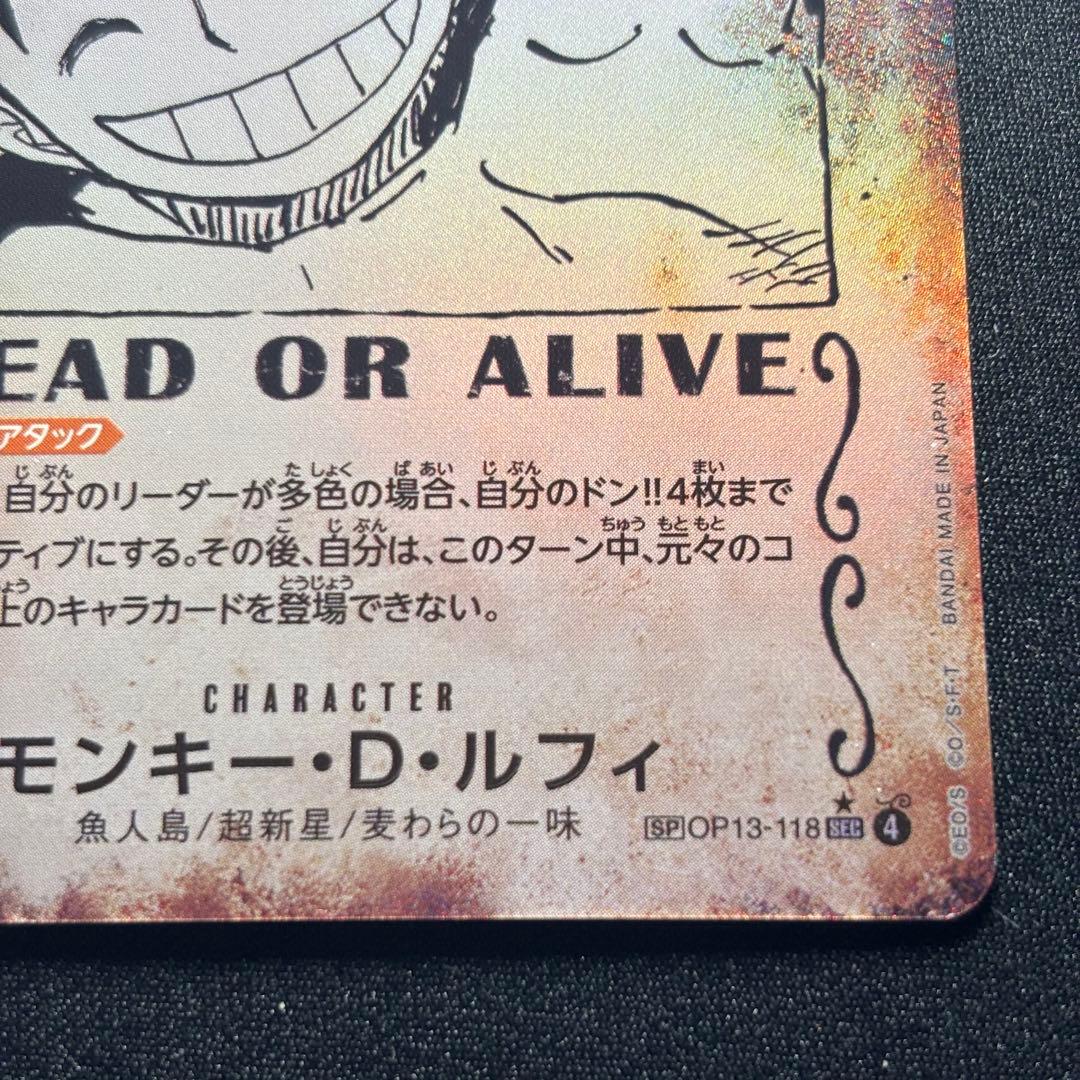 EAD OR ALIVE
アタック
自分のリーダーが多色の場合、自分のドン!!4枚まで
ティブにする。その後、自分は、このターン中、元々のコ
上のキャラカードを登場できない。
CHARACTER
モンキー・D・ルフィ
魚人島/超新星/麦わらの一味
SP OP13-118 SEC 4
©EO/S ©O/S・F・T BANDAI MADE IN JAPAN